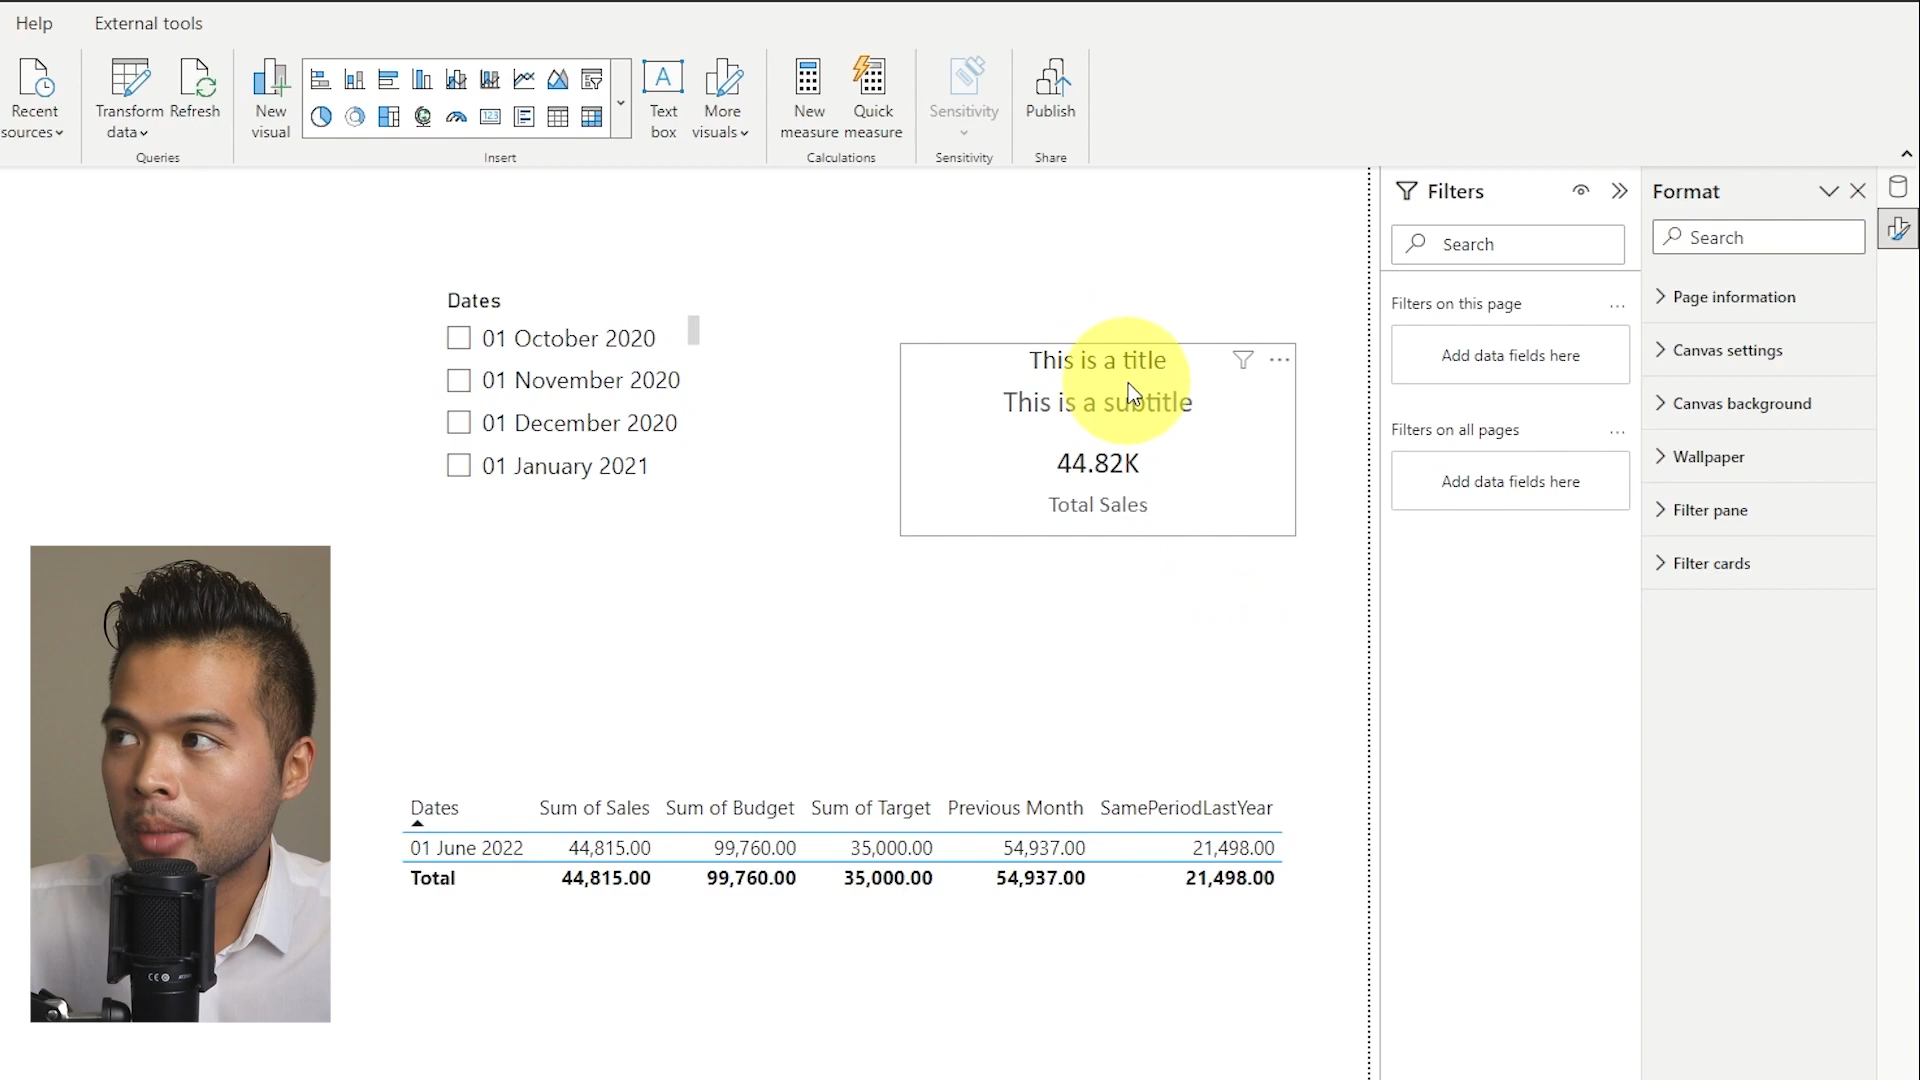 Help External tools
Recent sources
Transform data
Refresh
Queries
New visual
Insert
123
A
Text box
More visuals
New measure
Quick measure
Calculations
Sensitivity
Sensitivity
Publish
Share
Filters
Search
Filters on this page ...
Add data fields here
Filters on all pages ...
Add data fields here
Format
Search
Page information
Canvas settings
Canvas background
Wallpaper
Filter pane
Filter cards
Dates
01 October 2020
01 November 2020
01 December 2020
01 January 2021
This is a title
This is a subtitle
44.82K
Total Sales
Dates Sum of Sales Sum of Budget Sum of Target Previous Month SamePeriodLastYear
01 June 2022 44,815.00 99,760.00 35,000.00 54,937.00 21,498.00
Total 44,815.00 99,760.00 35,000.00 54,937.00 21,498.00